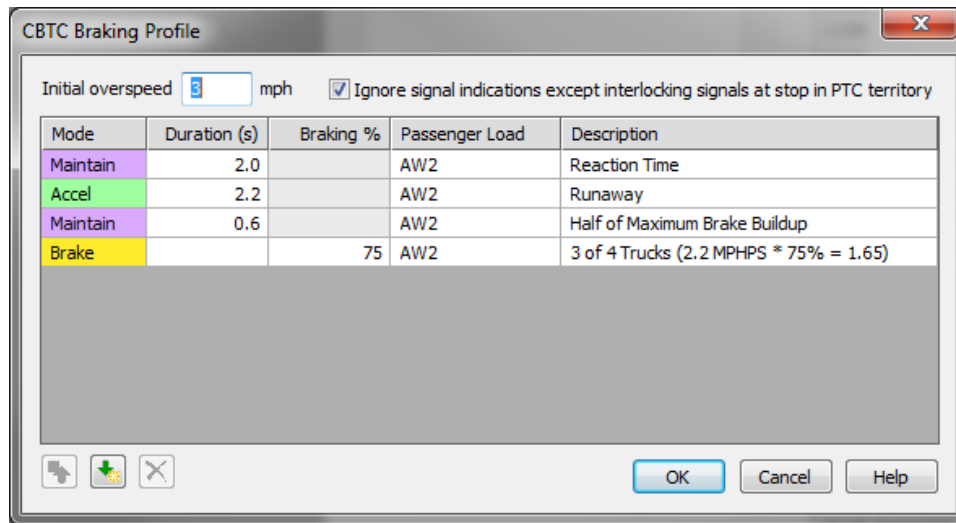 CBTC Braking Profile
Initial overspeed 3 mph Ignore signal indications except interlocking signals at stop in PTC territory
Mode Duration (s) Braking % Passenger Load Description
Maintain 2.0 AW2 Reaction Time
Accel 2.2 AW2 Runaway
Maintain 0.6 AW2 Half of Maximum Brake Buildup
Brake 75 AW2 3 of 4 Trucks (2.2 MPHPS * 75% = 1.65)
OK Cancel Help